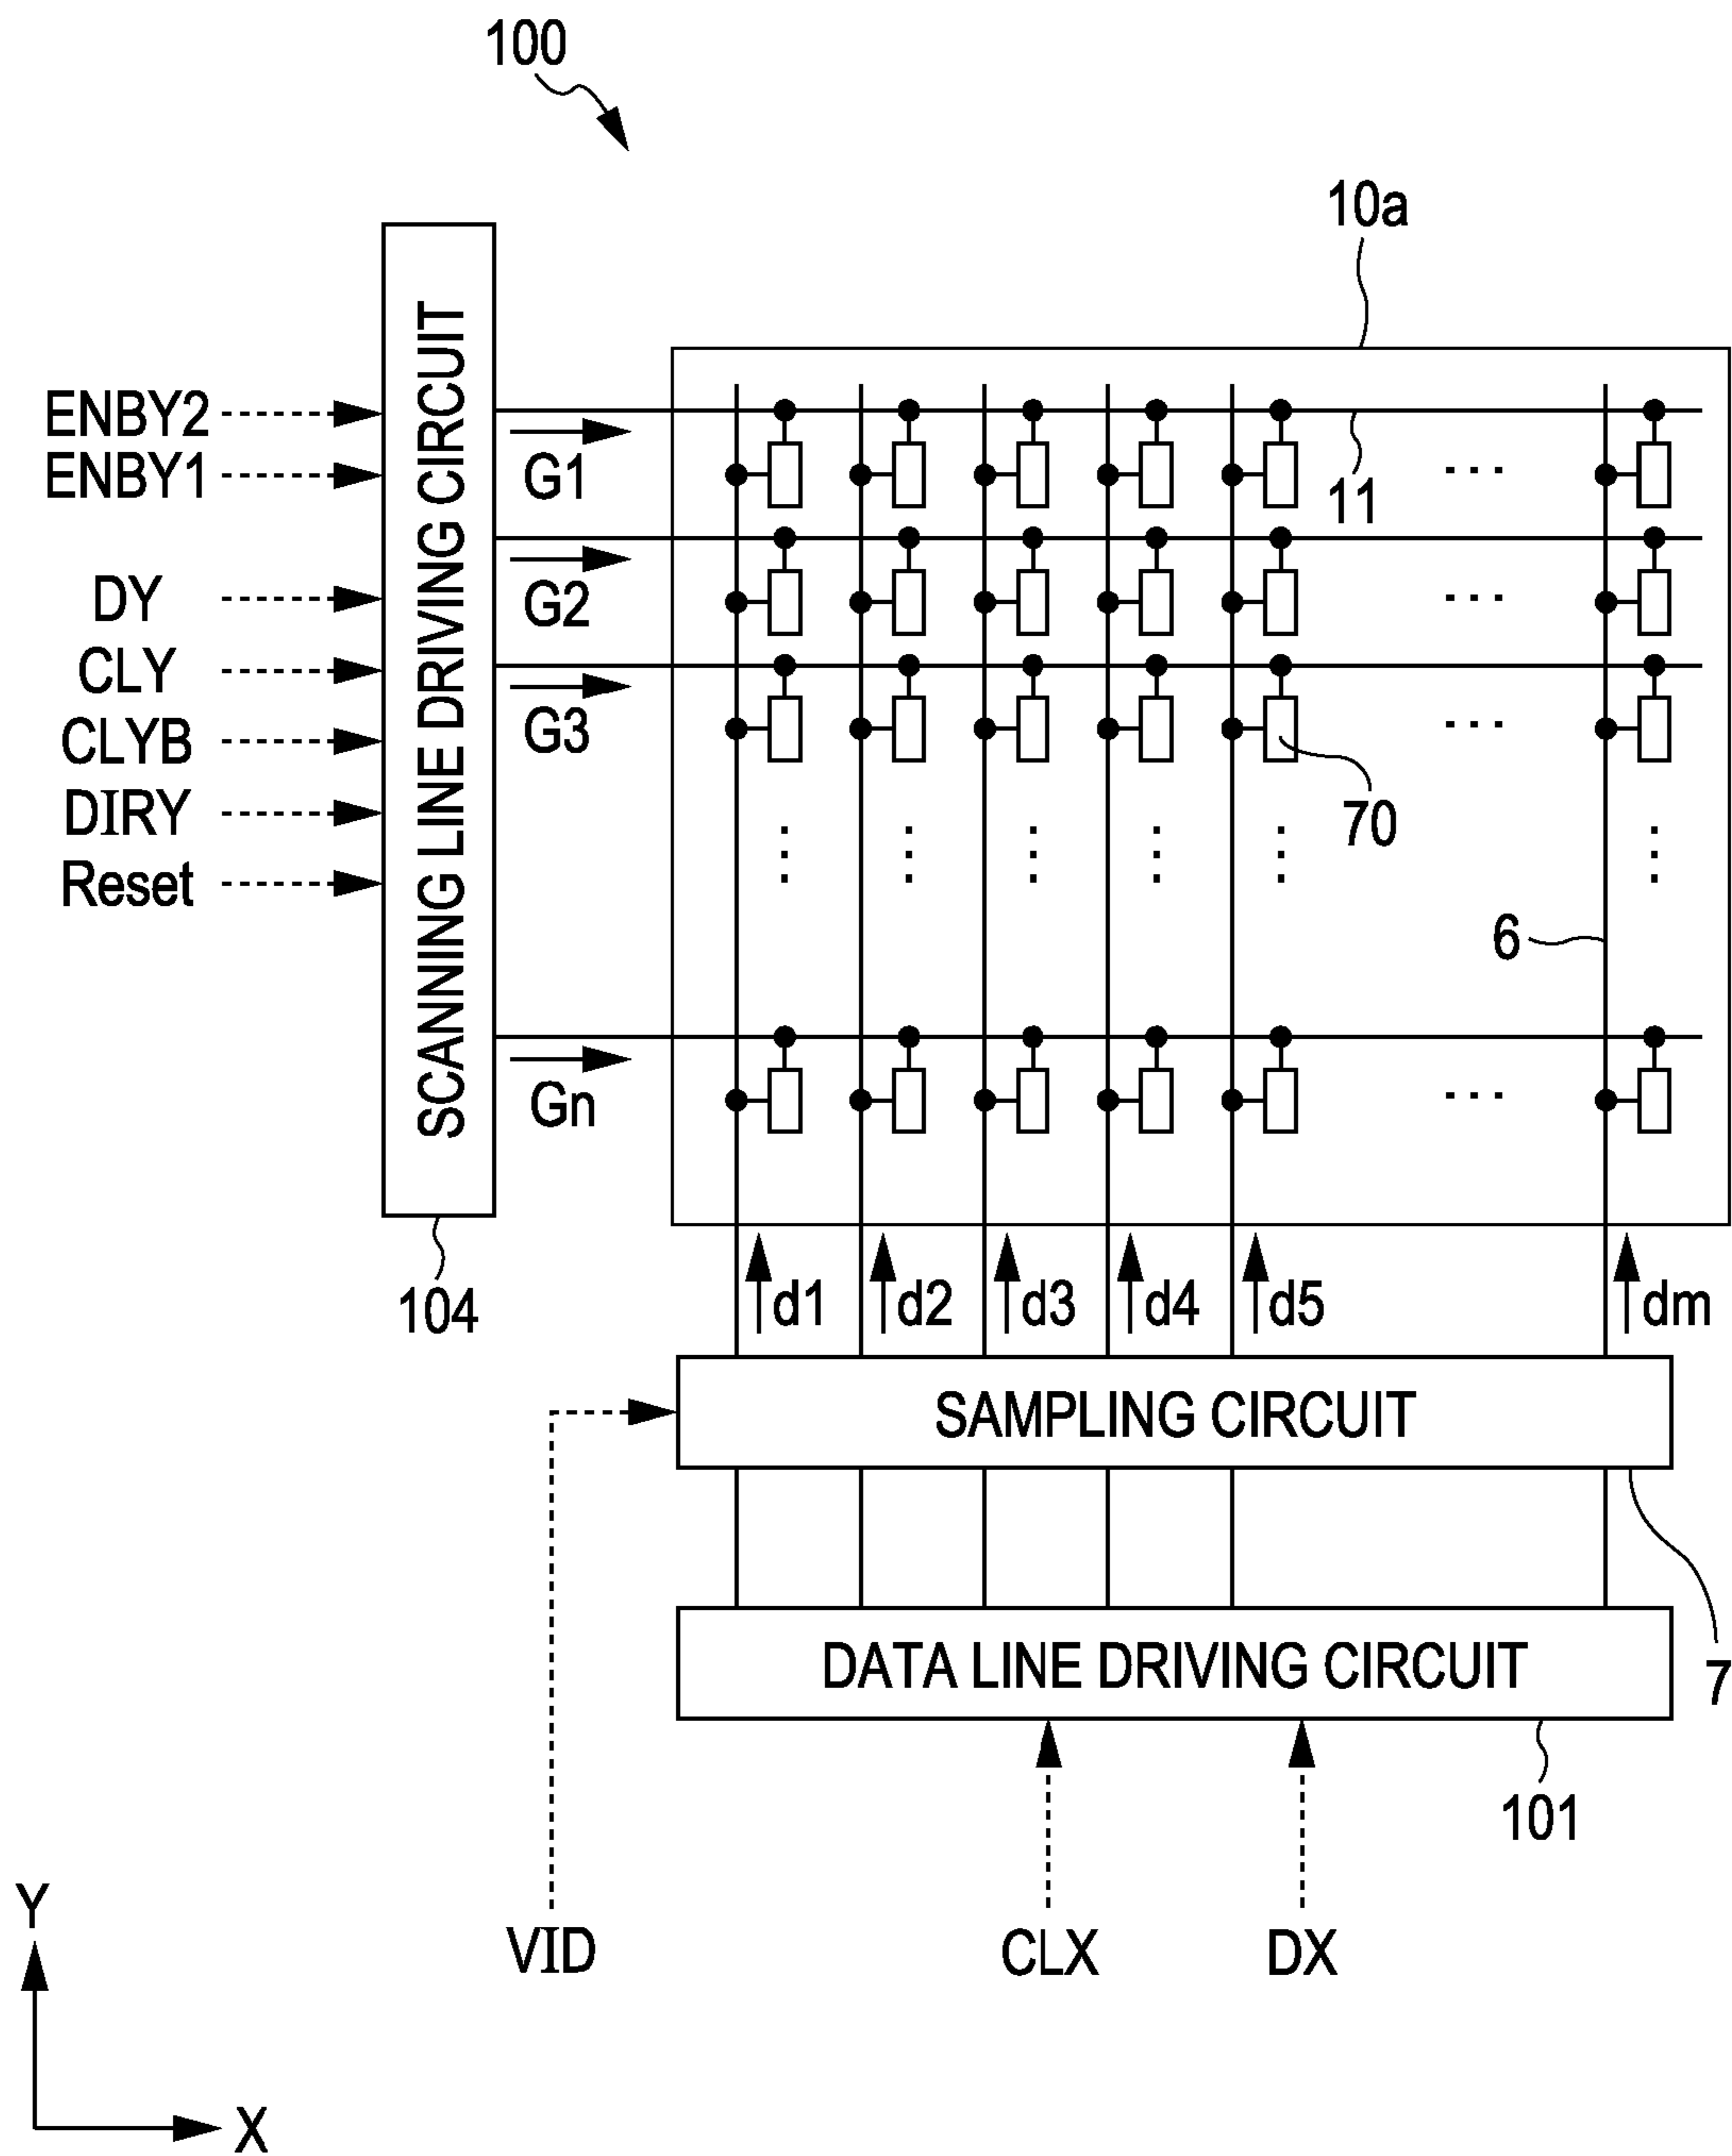 100
10a
SCANNING LINE DRIVING CIRCUIT
ENBY2
ENBY1
DY
CLY
CLYB
DIRY
Reset
G1
G2
G3
Gn
11
70
6
104
d1 d2 d3 d4 d5 dm
SAMPLING CIRCUIT
DATA LINE DRIVING CIRCUIT
7
101
VID
CLX
DX
Y
X